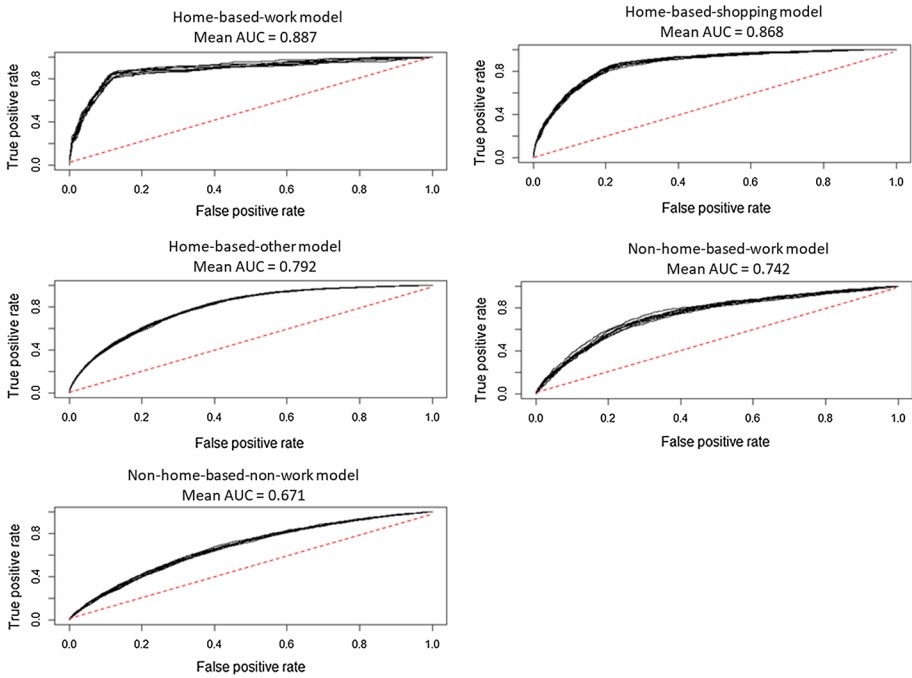 Home-based-work model
Mean AUC = 0.887
True positive rate
0.0 0.4 0.8
0.0 0.2 0.4 0.6 0.8 1.0
False positive rate
Home-based-shopping model
Mean AUC = 0.868
True positive rate
0.0 0.4 0.8
0.0 0.2 0.4 0.6 0.8 1.0
False positive rate
Home-based-other model
Mean AUC = 0.792
True positive rate
0.0 0.4 0.8
0.0 0.2 0.4 0.6 0.8 1.0
False positive rate
Non-home-based-work model
Mean AUC = 0.742
True positive rate
0.0 0.4 0.8
0.0 0.2 0.4 0.6 0.8 1.0
False positive rate
Non-home-based-non-work model
Mean AUC = 0.671
True positive rate
0.0 0.4 0.8
0.0 0.2 0.4 0.6 0.8 1.0
False positive rate